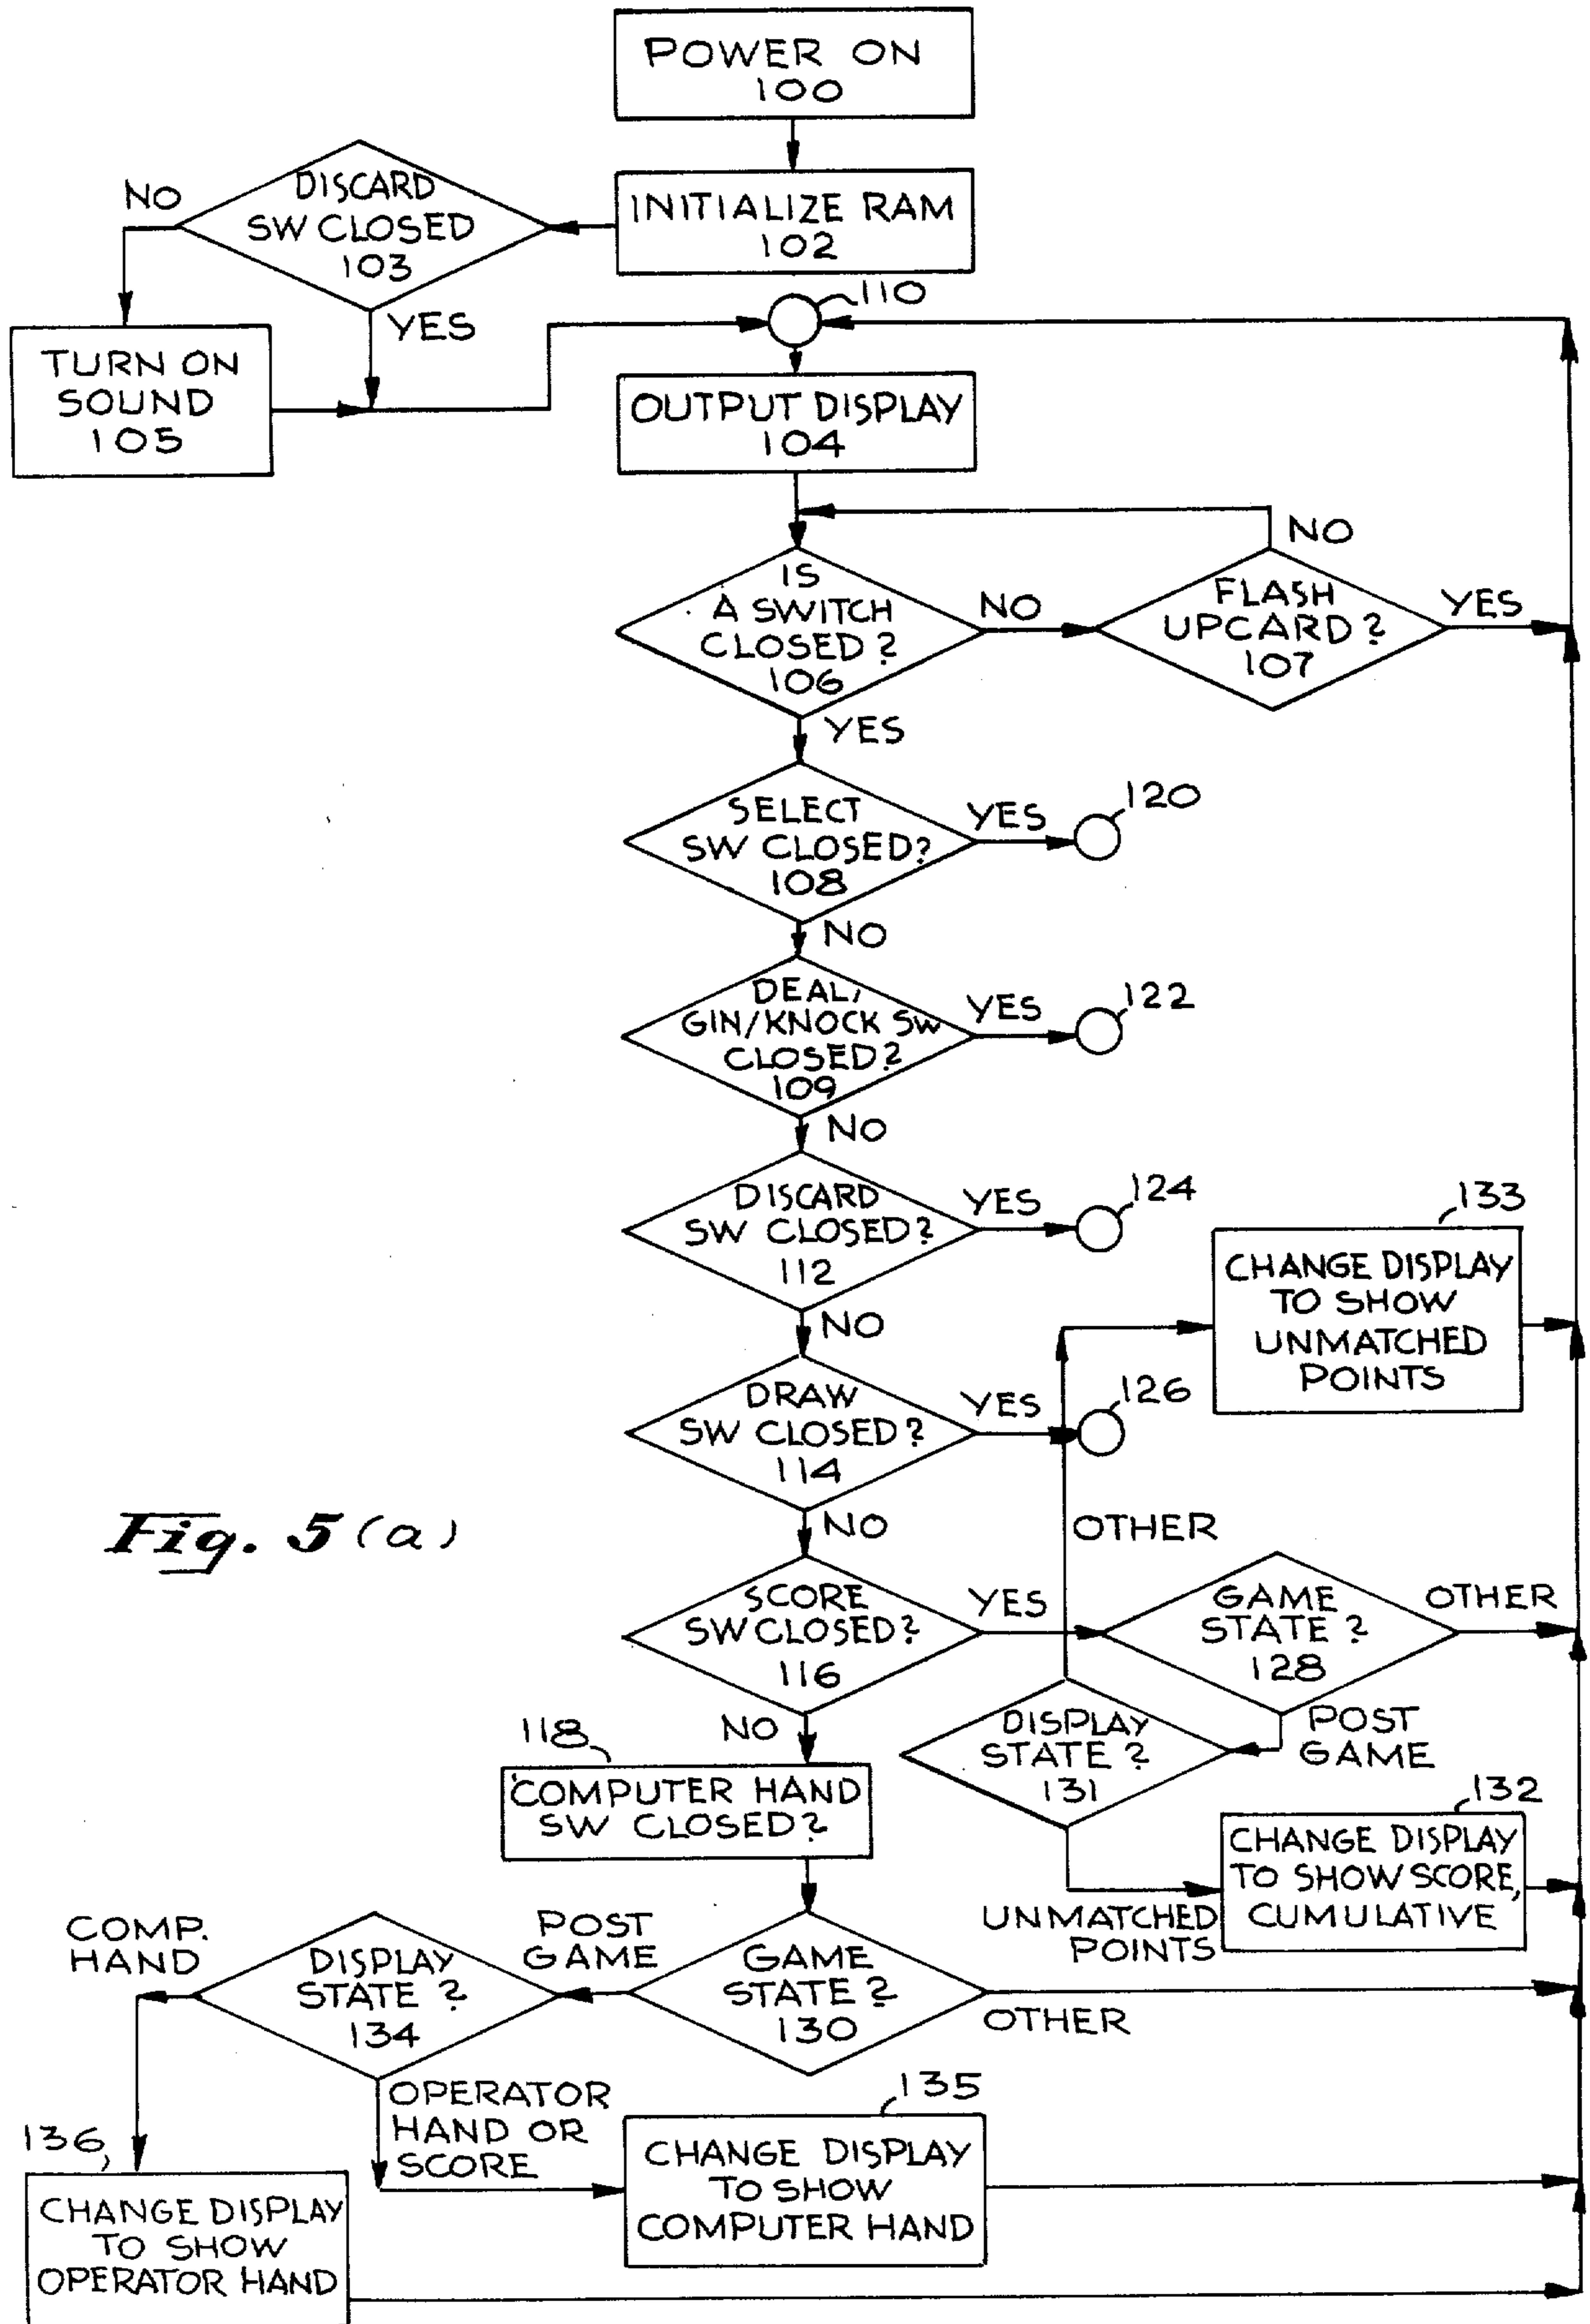 POWER ON
100
INITIALIZE RAM
102
DISCARD
SW CLOSED
103
NO
YES
TURN ON
SOUND
105
110
OUTPUT DISPLAY
104
IS
A SWITCH
CLOSED?
106
NO
YES
FLASH
UPCARD?
107
NO
YES
SELECT
SW CLOSED?
108
YES
120
NO
DEAL,
GIN/KNOCK SW
CLOSED?
109
YES
122
NO
DISCARD
SW CLOSED?
112
YES
124
NO
133
CHANGE DISPLAY
TO SHOW
UNMATCHED
POINTS
DRAW
SW CLOSED?
114
YES
126
NO
Fig. 5 (a)
OTHER
SCORE
SW CLOSED?
116
YES
NO
GAME
STATE?
128
OTHER
POST
GAME
DISPLAY
STATE?
131
118
COMPUTER HAND
SW CLOSED?
132
CHANGE DISPLAY
TO SHOW SCORE,
CUMULATIVE
UNMATCHED
POINTS
COMP.
HAND
DISPLAY
STATE?
134
POST
GAME
GAME
STATE?
130
OTHER
OPERATOR
HAND OR
SCORE
135
CHANGE DISPLAY
TO SHOW
COMPUTER HAND
136
CHANGE DISPLAY
TO SHOW
OPERATOR HAND